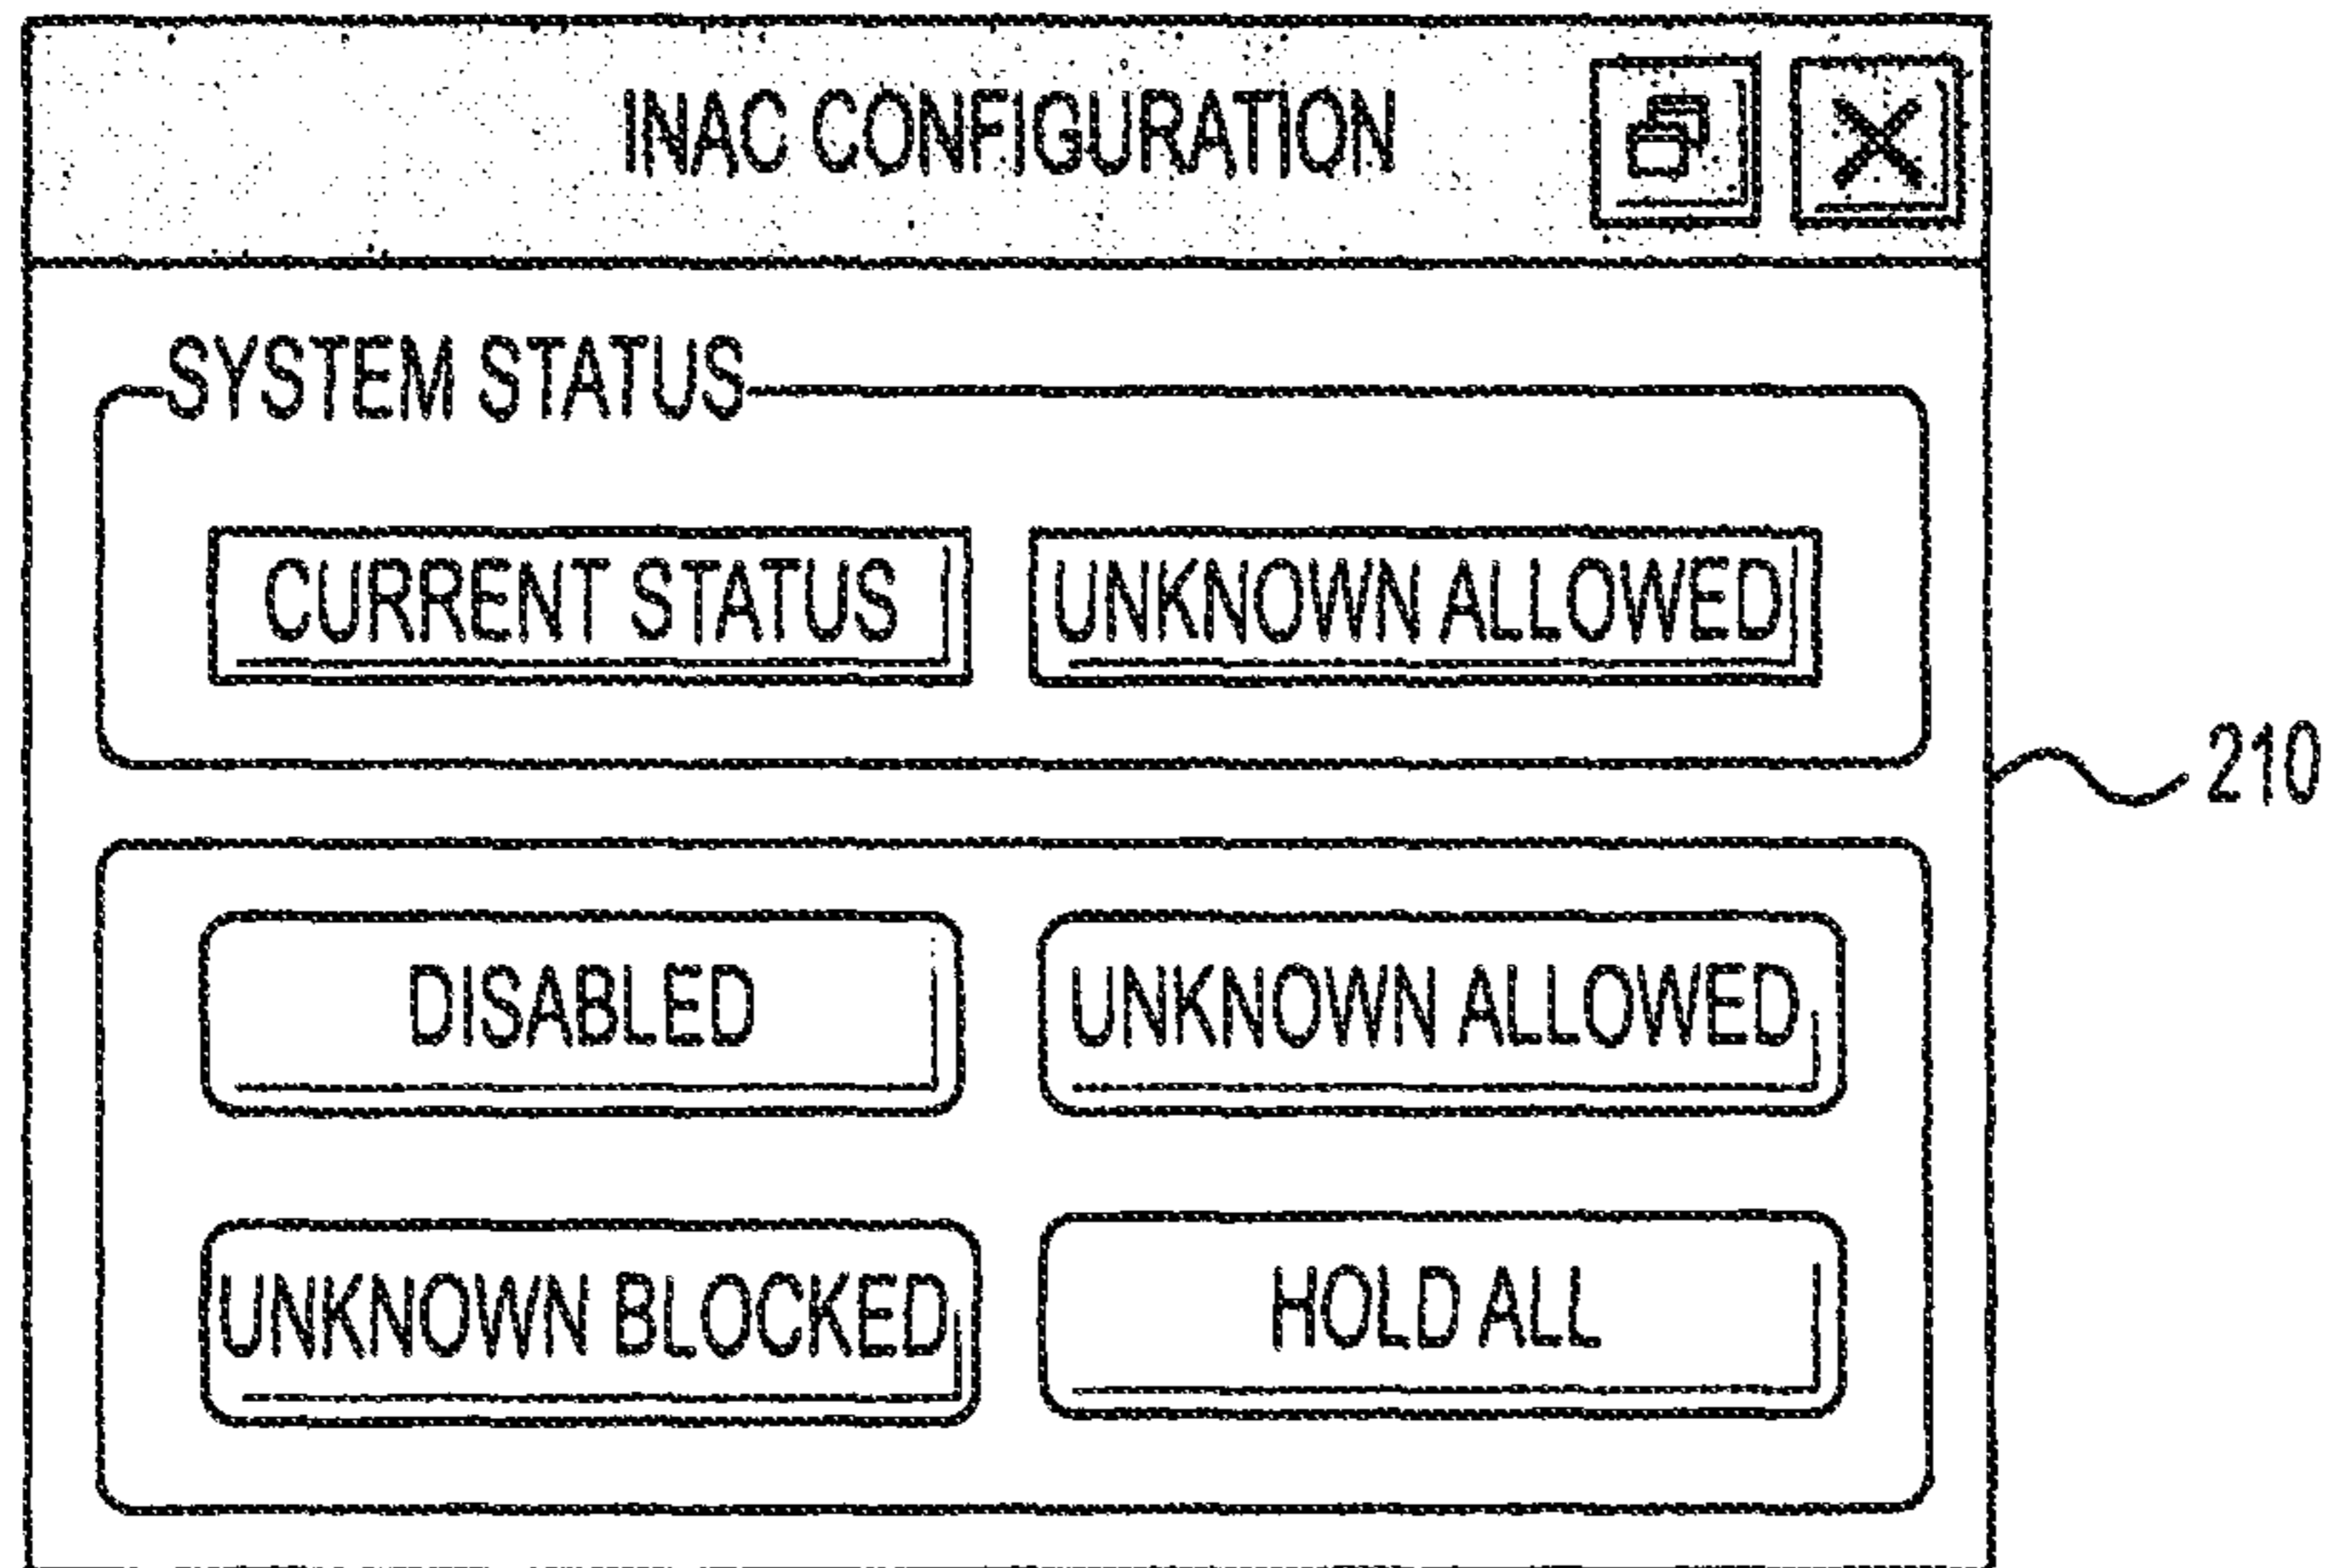 INAC CONFIGURATION
SYSTEM STATUS
CURRENT STATUS
UNKNOWN ALLOWED
210
DISABLED
UNKNOWN ALLOWED
UNKNOWN BLOCKED
HOLD ALL